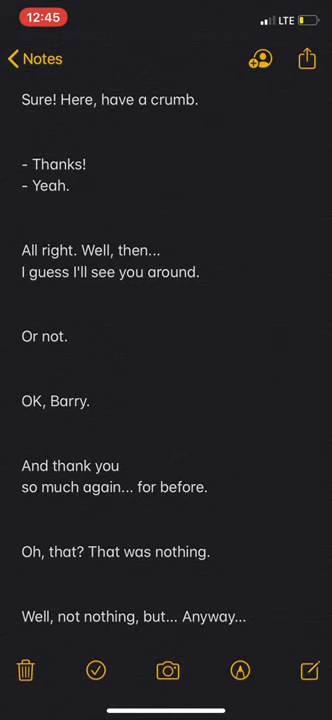 12:45
LTE
Notes
Sure! Here, have a crumb.
- Thanks!
- Yeah.
All right. Well, then...
I guess I'll see you around.
Or not.
OK, Barry.
And thank you
so much again... for before.
Oh, that? That was nothing.
Well, not nothing, but... Anyway...